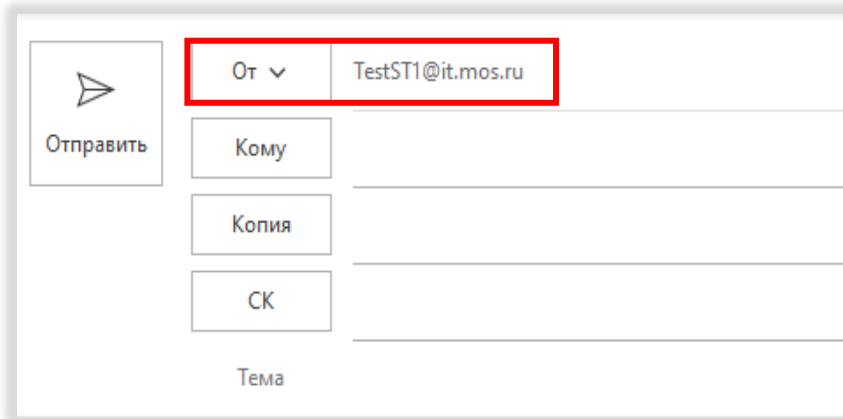 От TestST1@it.mos.ru
Отправить
Кому
Копия
СК
Тема